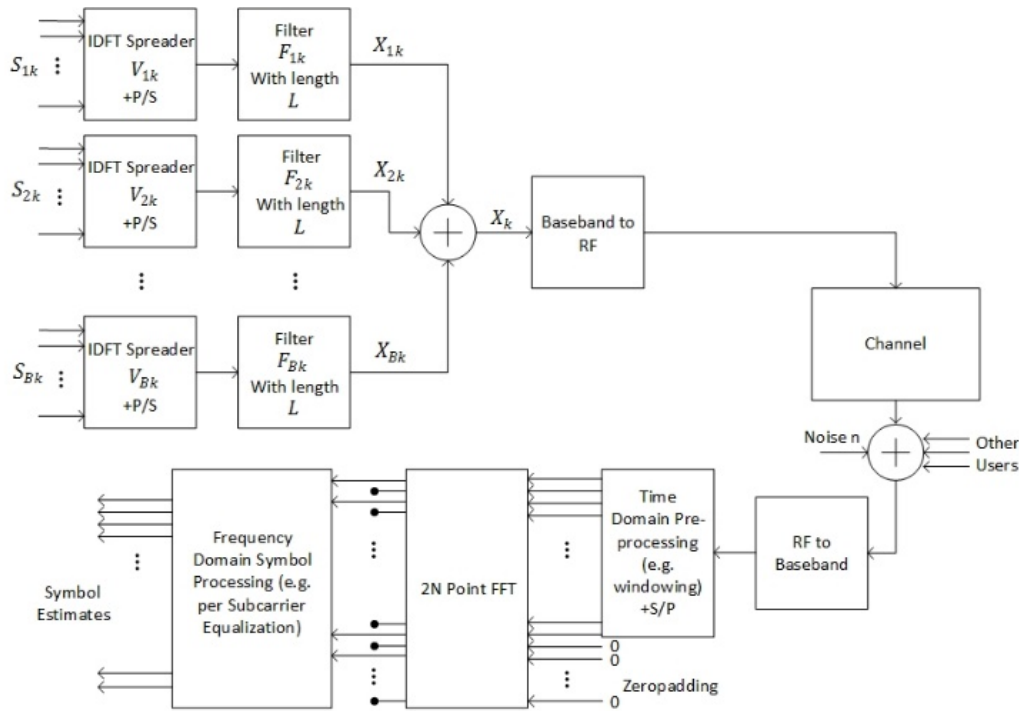 S1k
IDFT Spreader
V1k
+P/S
Filter
F1k
With length
L
X1k
S2k
IDFT Spreader
V2k
+P/S
Filter
F2k
With length
L
X2k
SBk
IDFT Spreader
VBk
+P/S
Filter
FBk
With length
L
XBk
Xk
Baseband to
RF
Channel
Noise n
Other
Users
RF to
Baseband
Time
Domain Pre-
processing
(e.g.
windowing)
+S/P
0
0
0
Zeropadding
2N Point FFT
Frequency
Domain Symbol
Processing (e.g.
per Subcarrier
Equalization)
Symbol
Estimates